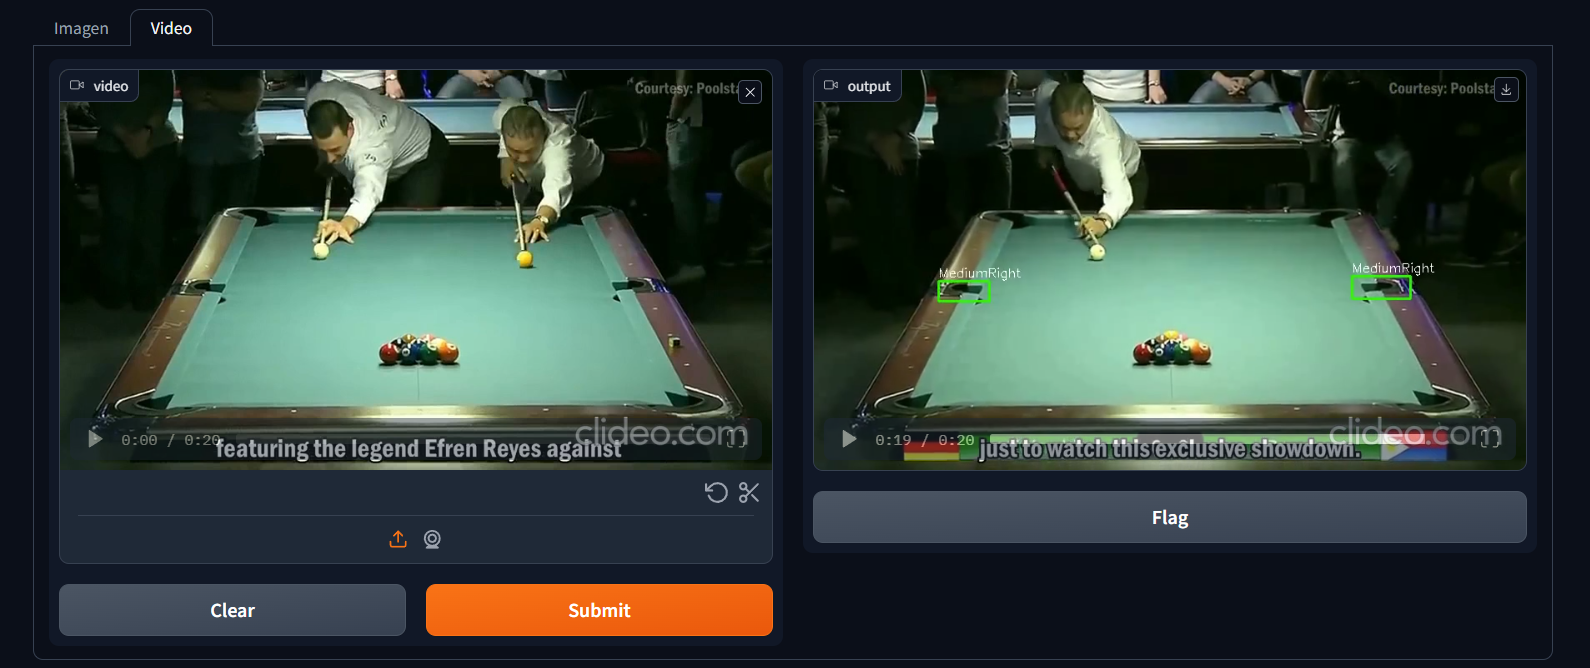 Imagen
Video
video
Courtesy: Poolsta
0:00 / 0:20
clideo.com
featuring the legend Efren Reyes against
Clear
Submit
output
Courtesy: Poolsta
MediumRight
MediumRight
0:19 / 0:20
clideo.com
just to watch this exclusive showdown.
Flag